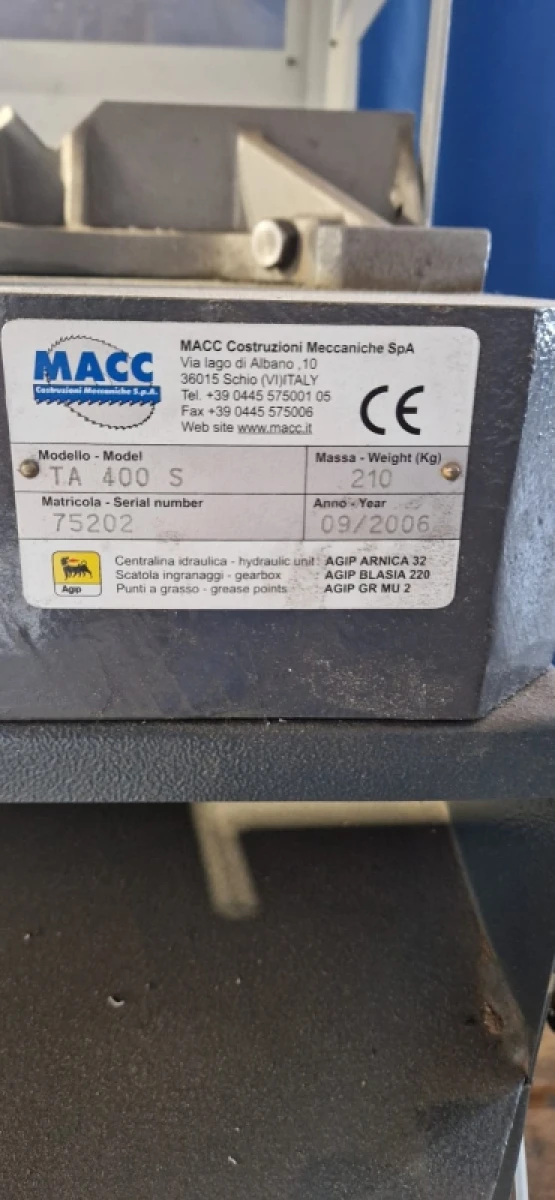 MACC
Costruzioni Meccaniche S.p.A.
MACC Costruzioni Meccaniche SpA
Via lago di Albano ,10
36015 Schio (VI)ITALY
Tel. +39 0445 575001 05
Fax +39 0445 575006
Web site www.macc.it
CE
Modello - Model
TA 400 S
Massa - Weight (Kg)
210
Matricola - Serial number
75202
Anno - Year
09/2006
Agip
Centralina idraulica - hydraulic unit : AGIP ARNICA 32
Scatola ingranaggi - gearbox : AGIP BLASIA 220
Punti a grasso - grease points : AGIP GR MU 2